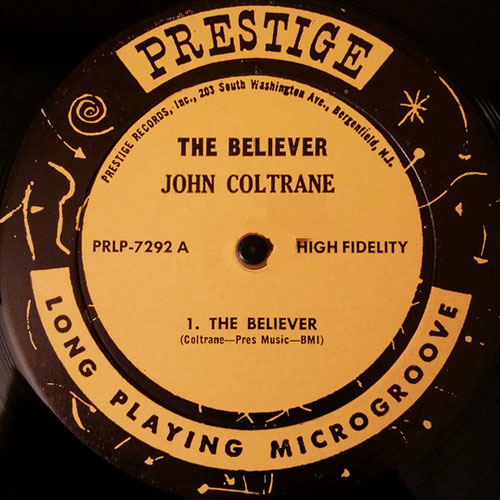 PRESTIGE
PRESTIGE RECORDS, Inc., 203 South Washington Ave., Bergenfield, N.J.
THE BELIEVER
JOHN COLTRANE
PRLP-7292 A
HIGH FIDELITY
1. THE BELIEVER
(Coltrane—Pres Music—BMI)
LONG PLAYING MICROGROOVE